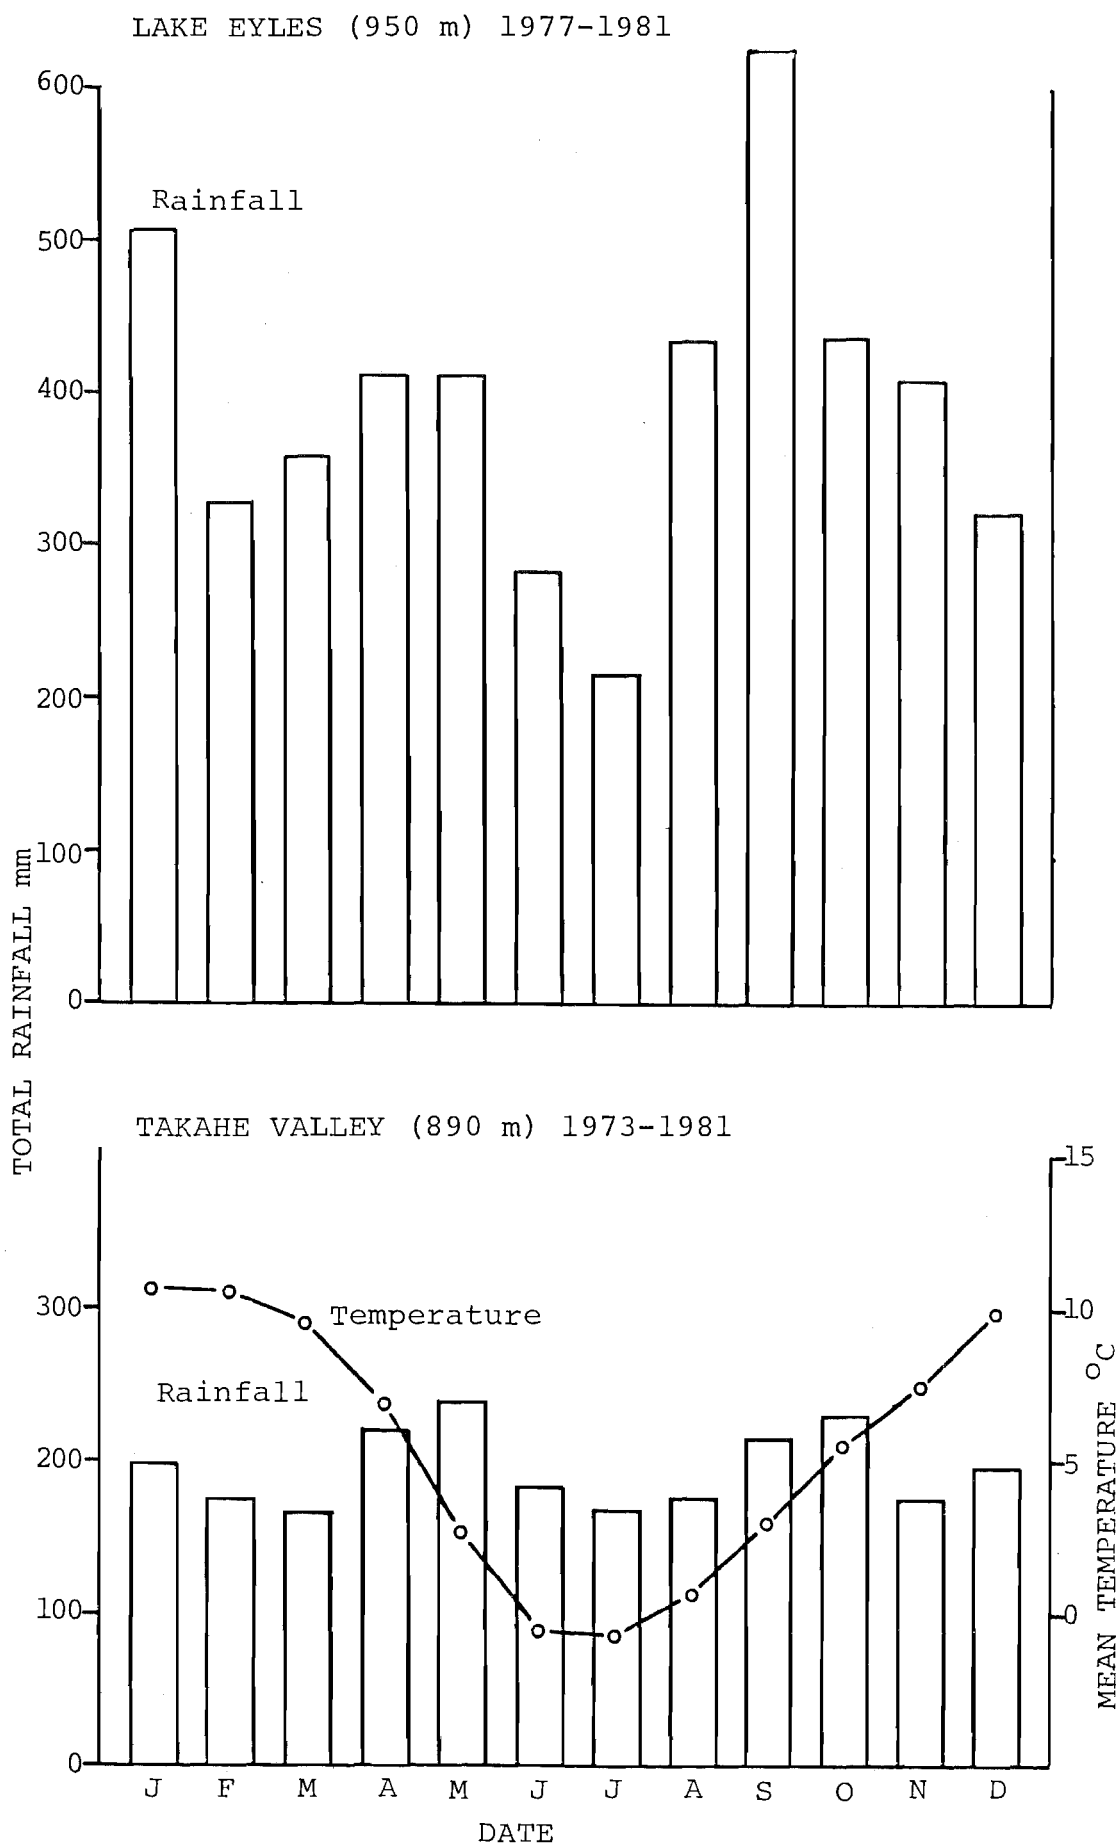 LAKE EYLES (950 m) 1977-1981
600
Rainfall
500
400
300
200
100
0
TOTAL RAINFALL mm
TAKAHE VALLEY (890 m) 1973-1981
15
300
Temperature
10
Rainfall
200
5
100
0
0
MEAN TEMPERATURE °C
J F M A M J J A S O N D
DATE